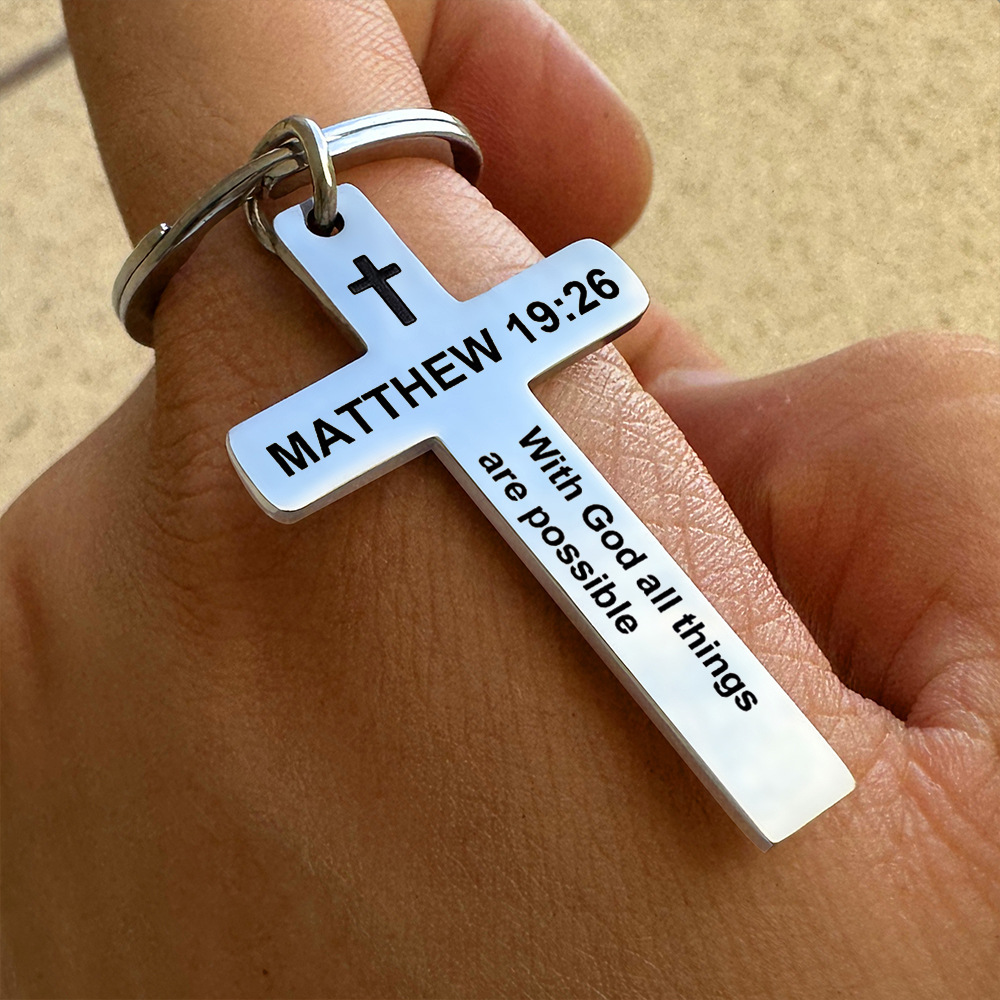 MATTHEW 19:26
With God all things
are possible